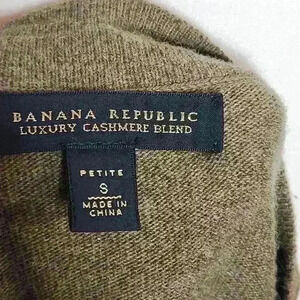 BANANA REPUBLIC
LUXURY CASHMERE BLEND
PETITE
S
MADE IN
CHINA